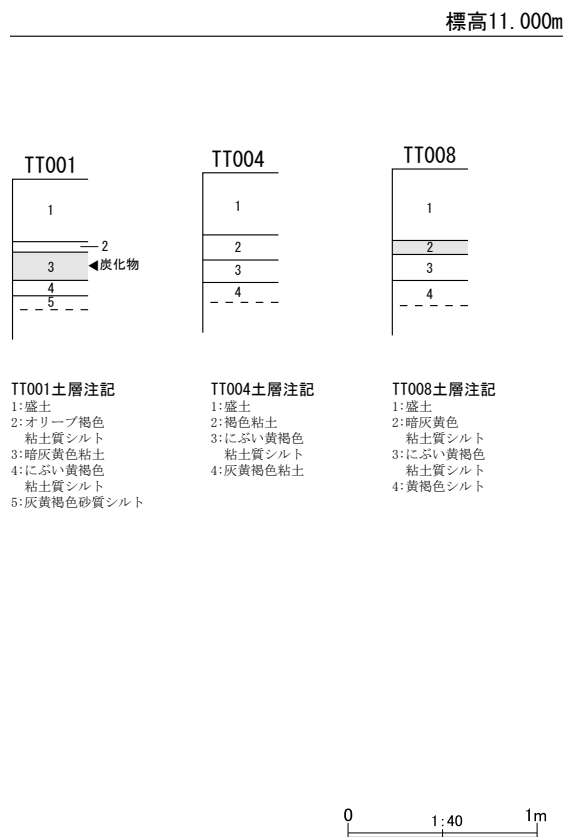 標高11.000m
TT001
1
2
3
◀炭化物
4
5
TT004
1
2
3
4
TT008
1
2
3
4
TT001土層注記
1:盛土
2:オリーブ褐色
粘土質シルト
3:暗灰黄色粘土
4:にぶい黄褐色
粘土質シルト
5:灰黄褐色砂質シルト
TT004土層注記
1:盛土
2:褐色粘土
3:にぶい黄褐色
粘土質シルト
4:灰黄褐色粘土
TT008土層注記
1:盛土
2:暗灰黄色
粘土質シルト
3:にぶい黄褐色
粘土質シルト
4:黄褐色シルト
0 1:40 1m